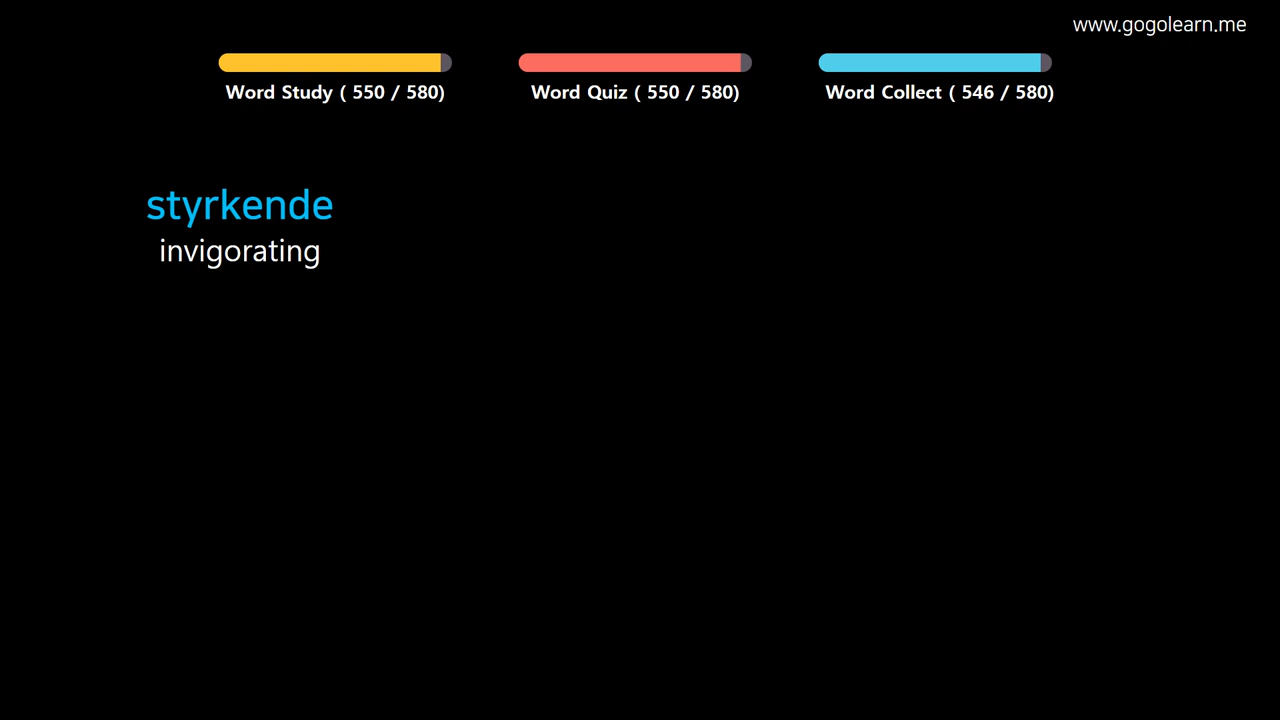 www.gogolearn.me
Word Study ( 550 / 580)
Word Quiz ( 550 / 580)
Word Collect ( 546 / 580)
styrkende
invigorating